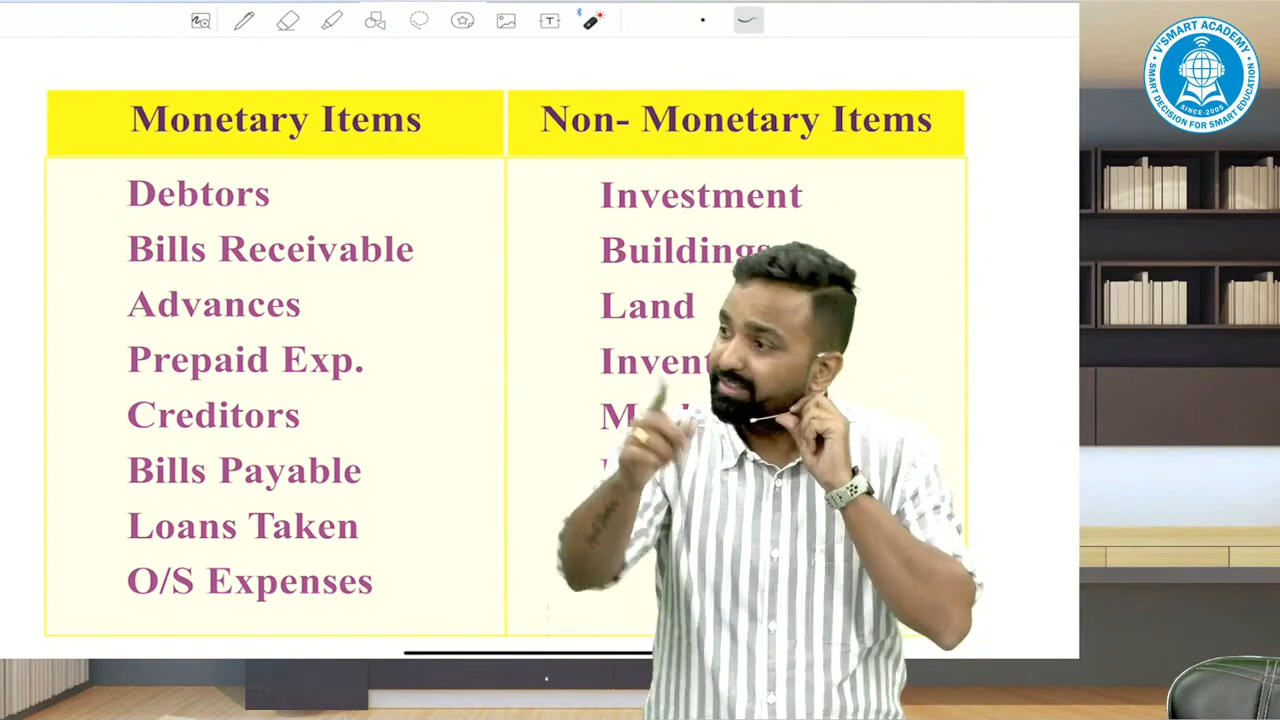 Monetary Items
Non- Monetary Items
Debtors
Bills Receivable
Advances
Prepaid Exp.
Creditors
Bills Payable
Loans Taken
O/S Expenses
Investment
Buildings
Land
V'SMART ACADEMY
SINCE-2005
SMART DECISION FOR SMART EDUCATION
T